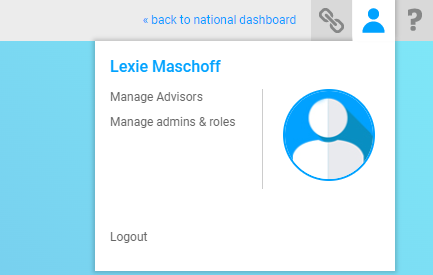 « back to national dashboard
Lexie Maschoff
Manage Advisors
Manage admins & roles
Logout